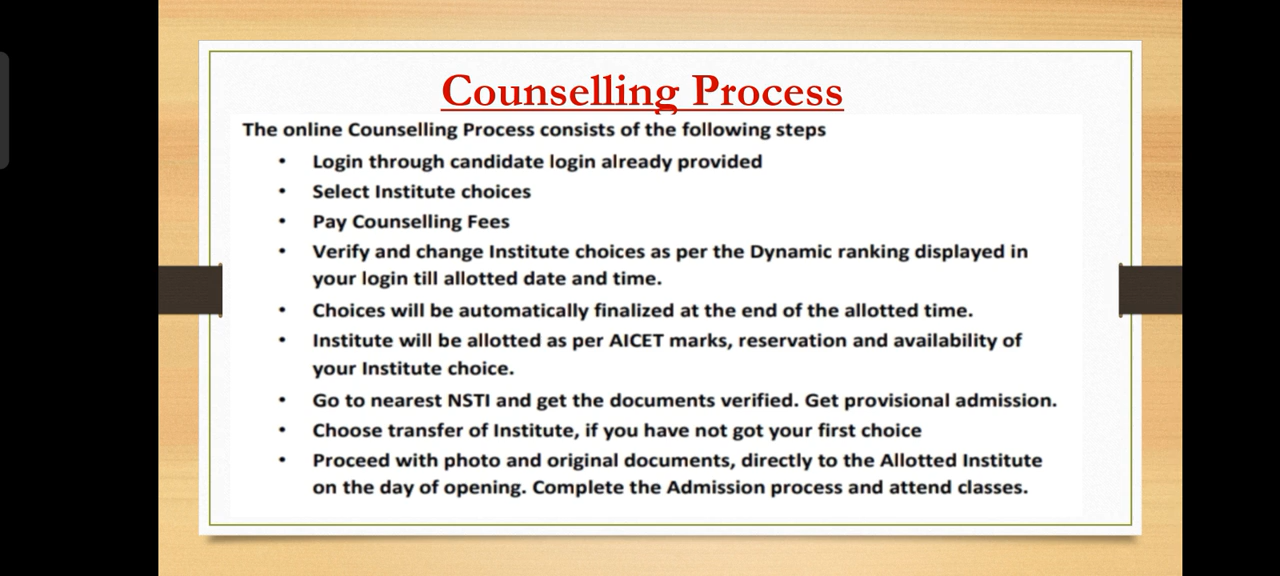 Counselling Process
The online Counselling Process consists of the following steps
• Login through candidate login already provided
• Select Institute choices
• Pay Counselling Fees
• Verify and change Institute choices as per the Dynamic ranking displayed in
your login till allotted date and time.
• Choices will be automatically finalized at the end of the allotted time.
• Institute will be allotted as per AICET marks, reservation and availability of
your Institute choice.
• Go to nearest NSTI and get the documents verified. Get provisional admission.
• Choose transfer of Institute, if you have not got your first choice
• Proceed with photo and original documents, directly to the Allotted Institute
on the day of opening. Complete the Admission process and attend classes.